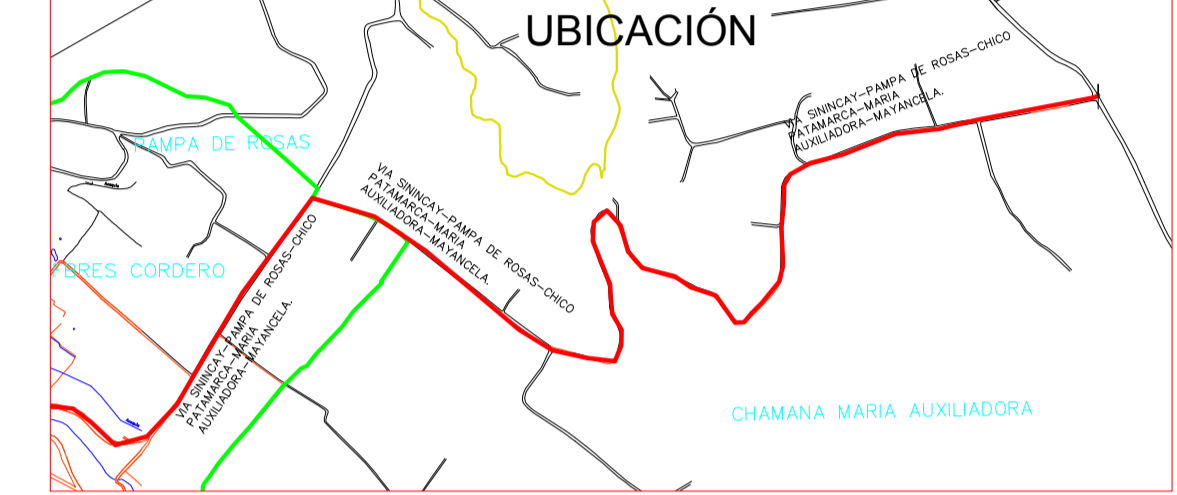 UBICACIÓN
VIA SININCAY-PAMPA DE ROSAS-CHICO
PATAMARCA-MARIA
AUXILIADORA-MAYANCELA.
PAMPA DE ROSAS
VIA SININCAY-PAMPA DE ROSAS-CHICO
PATAMARCA-MARIA
AUXILIADORA-MAYANCELA.
CORDERO
VIA SININCAY-PAMPA DE ROSAS-CHICO
PATAMARCA-MARIA
AUXILIADORA-MAYANCELA.
CHAMANA MARIA AUXILIADORA